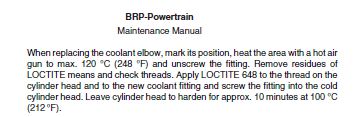 BRP-Powertrain
Maintenance Manual
When replacing the coolant elbow, mark its position, heat the area with a hot air
gun to max. 120 °C (248 °F) and unscrew the fitting. Remove residues of
LOCTITE means and check threads. Apply LOCTITE 648 to the thread on the
cylinder head and to the new coolant fitting and screw the fitting into the cold
cylinder head. Leave cylinder head to harden for approx. 10 minutes at 100 °C
(212 °F).